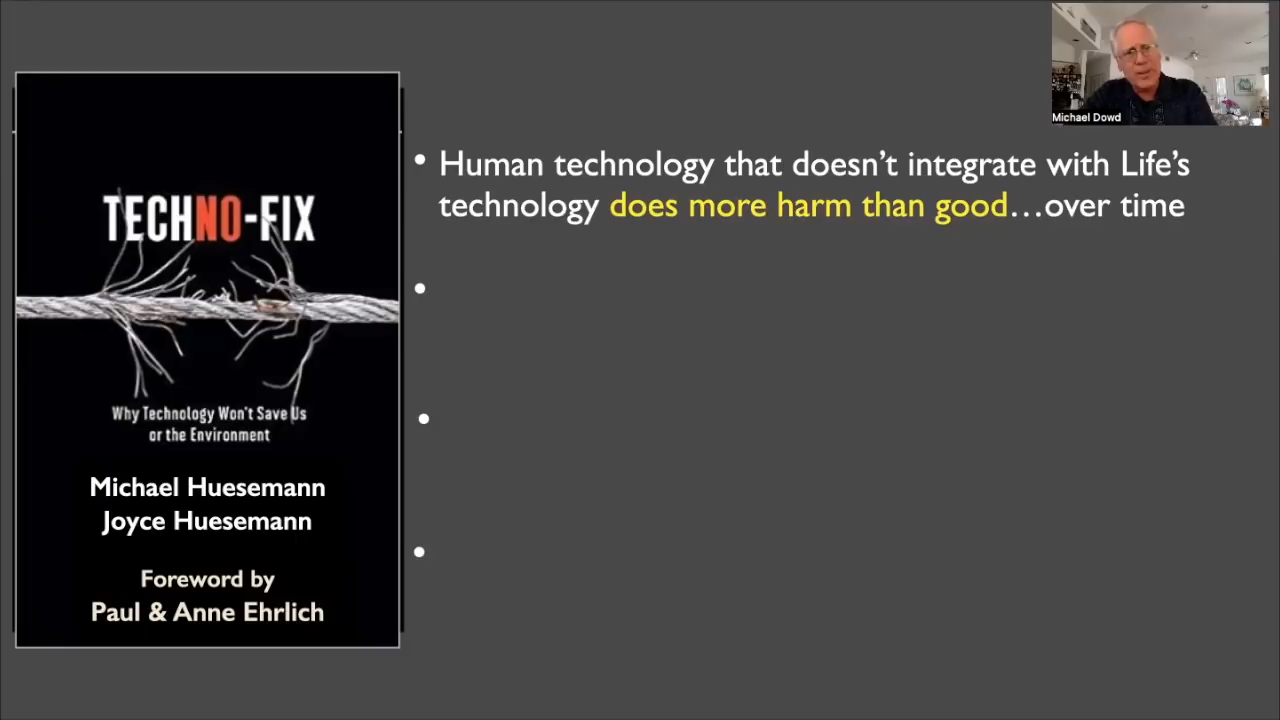 Michael Dowd
TECHNO-FIX
Why Technology Won't Save Us
or the Environment
Michael Huesemann
Joyce Huesemann
Foreword by
Paul & Anne Ehrlich
• Human technology that doesn’t integrate with Life’s
technology does more harm than good…over time
•
•
•